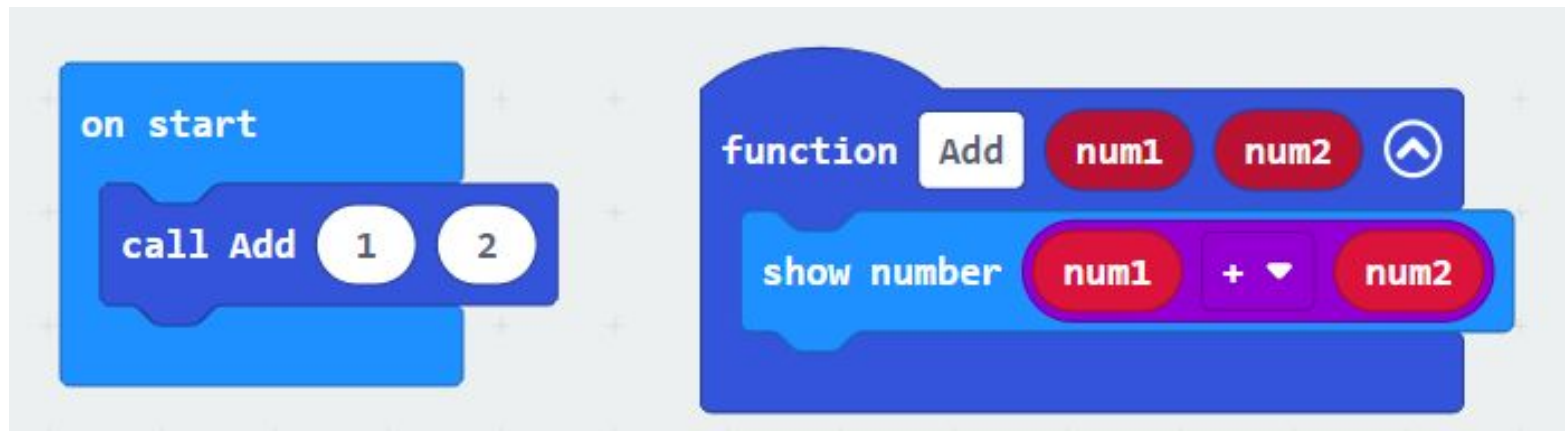 on start
call Add 1 2
function Add num1 num2
show number num1 + num2